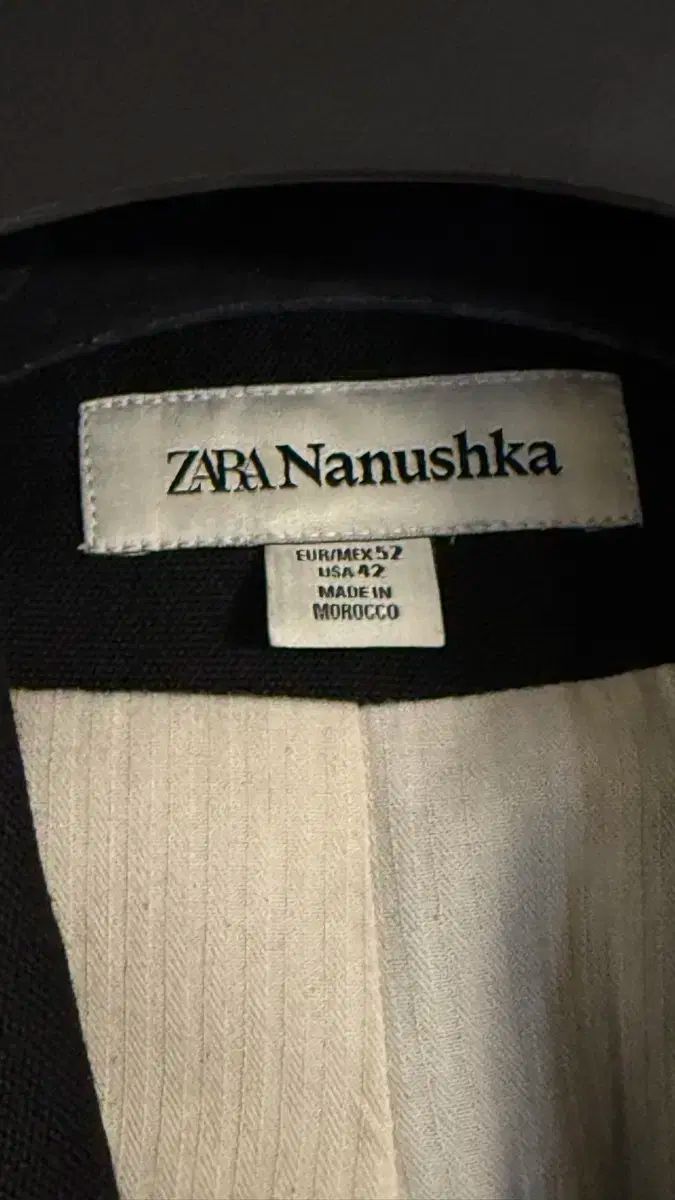 ZARA Nanushka
EUR/MEX 52
USA 42
MADE IN
MOROCCO